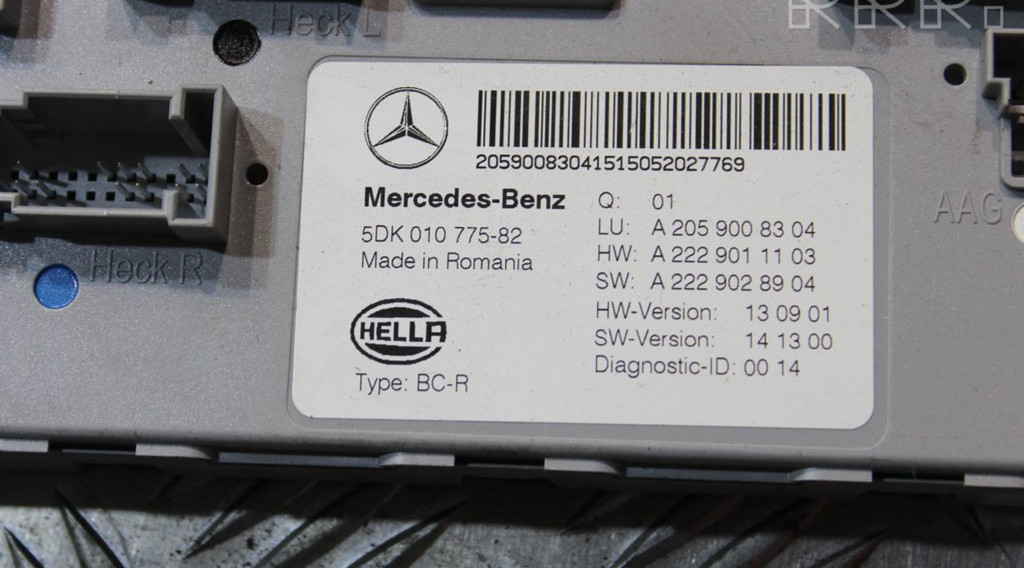 RRR.
Heck L
20590083041515052027769
Mercedes-Benz
5DK 010 775-82
Made in Romania
HELLA
Type: BC-R
Q: 01
LU: A 205 900 83 04
HW: A 222 901 11 03
SW: A 222 902 89 04
HW-Version: 13 09 01
SW-Version: 14 13 00
Diagnostic-ID: 00 14
Heck R
AAG